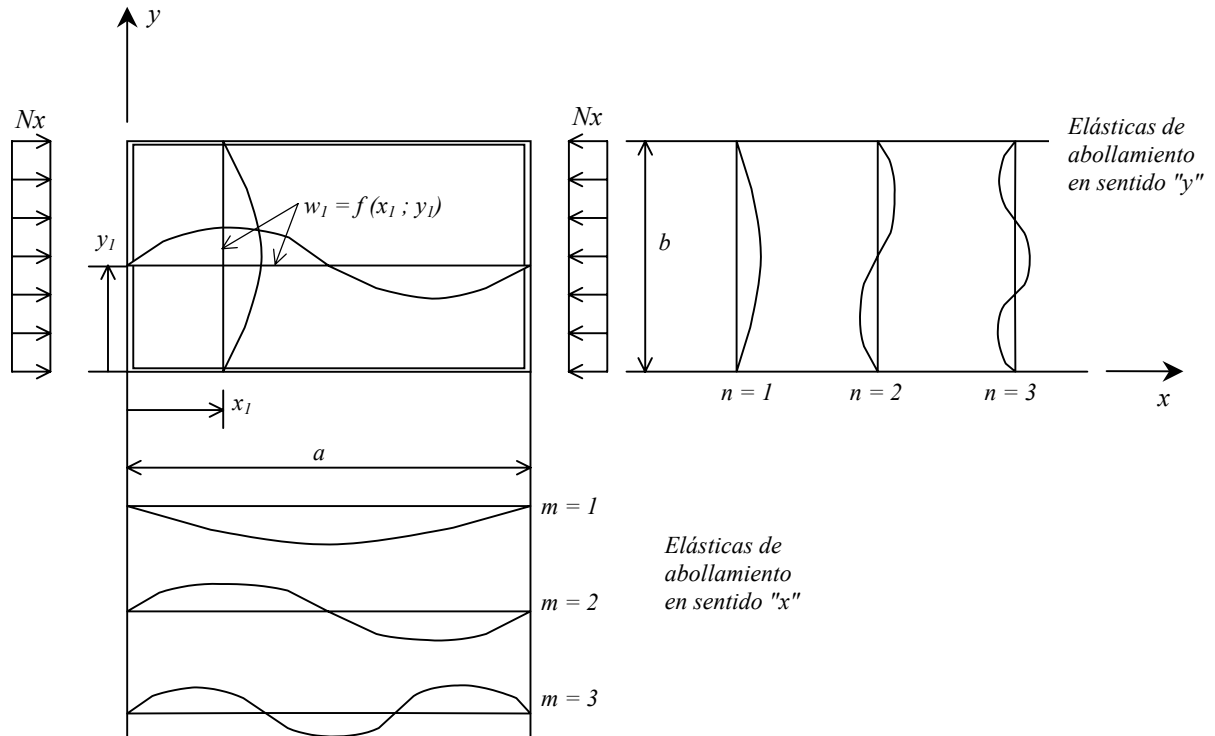 y
Nx
Nx
Elásticas de
abollamiento
en sentido "y"
w1 = f (x1 ; y1)
y1
b
n = 1
n = 2
n = 3
x
x1
a
m = 1
Elásticas de
abollamiento
en sentido "x"
m = 2
m = 3